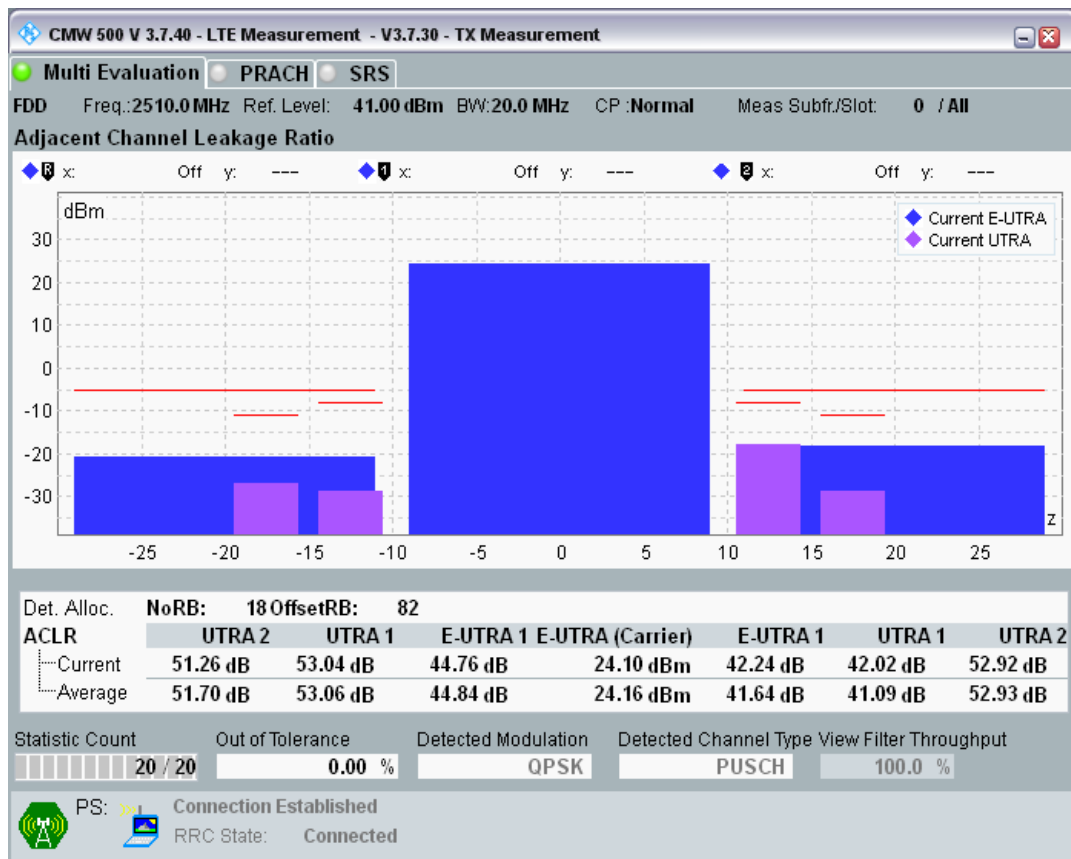 CMW 500 V 3.7.40 - LTE Measurement - V3.7.30 - TX Measurement
Multi Evaluation PRACH SRS
FDD Freq.:2510.0 MHz Ref. Level: 41.00 dBm BW:20.0 MHz CP :Normal Meas Subfr./Slot: 0 / All
Adjacent Channel Leakage Ratio
R x: Off y: --- 1 x: Off y: --- 2 x: Off y: ---
dBm
Current E-UTRA
Current UTRA
30
20
10
0
-10
-20
-30
z
-25 -20 -15 -10 -5 0 5 10 15 20 25
Det. Alloc. NoRB: 18 OffsetRB: 82
ACLR UTRA 2 UTRA 1 E-UTRA 1 E-UTRA (Carrier) E-UTRA 1 UTRA 1 UTRA 2
Current 51.26 dB 53.04 dB 44.76 dB 24.10 dBm 42.24 dB 42.02 dB 52.92 dB
Average 51.70 dB 53.06 dB 44.84 dB 24.16 dBm 41.64 dB 41.09 dB 52.93 dB
Statistic Count Out of Tolerance Detected Modulation Detected Channel Type View Filter Throughput
20 / 20 0.00 % QPSK PUSCH 100.0 %
PS: Connection Established
RRC State: Connected